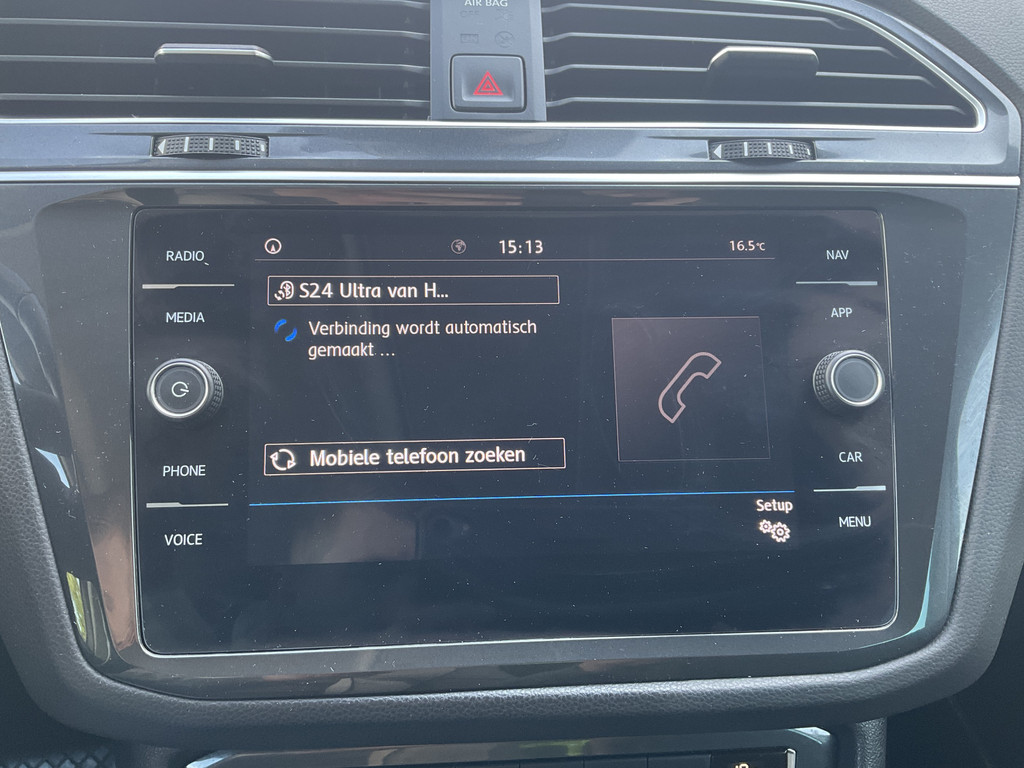 AIR BAG
RADIO
MEDIA
PHONE
VOICE
15:13
16.5°C
S24 Ultra van H...
Verbinding wordt automatisch
gemaakt ...
Mobiele telefoon zoeken
Setup
NAV
APP
CAR
MENU